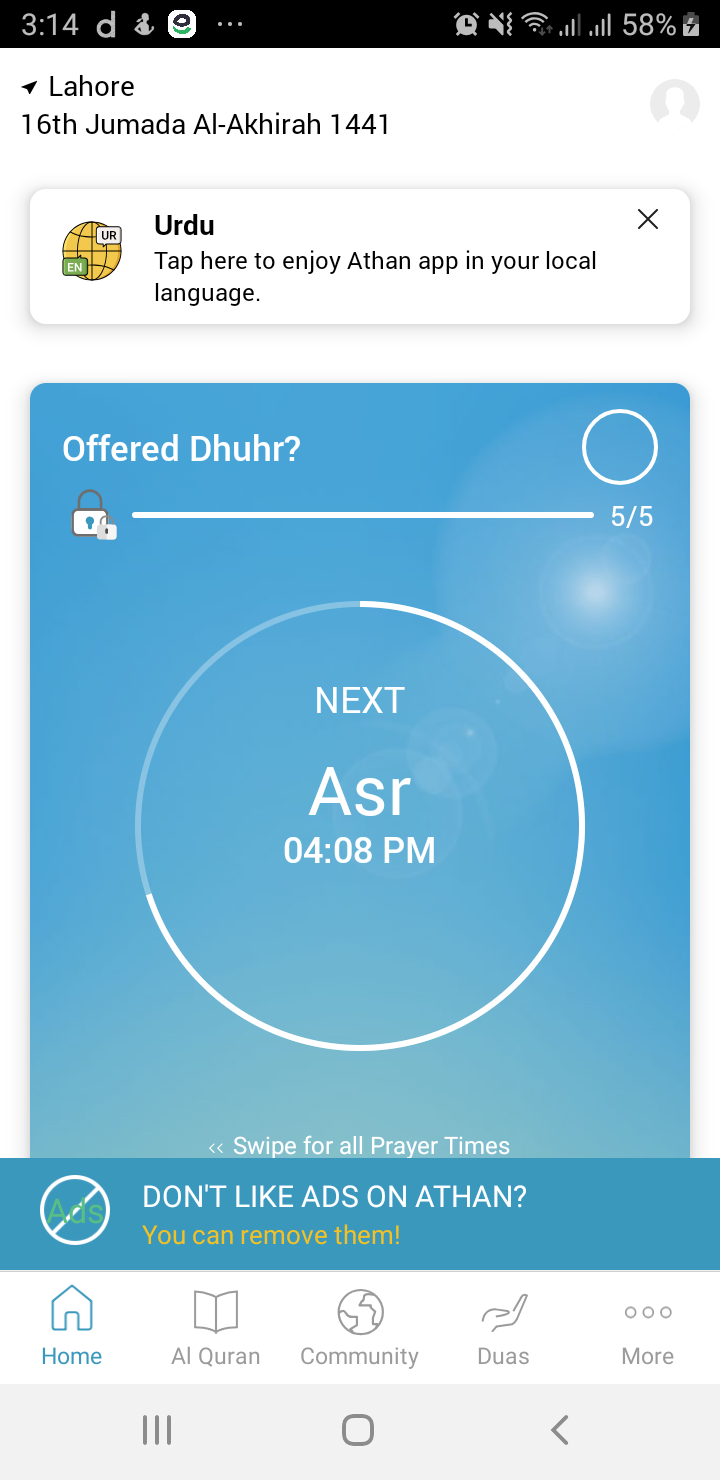 3:14
58%
Lahore
16th Jumada Al-Akhirah 1441
UR
EN
Urdu
Tap here to enjoy Athan app in your local
language.
Offered Dhuhr?
5/5
NEXT
Asr
04:08 PM
<< Swipe for all Prayer Times
Ads
DON'T LIKE ADS ON ATHAN?
You can remove them!
Home
Al Quran
Community
Duas
More